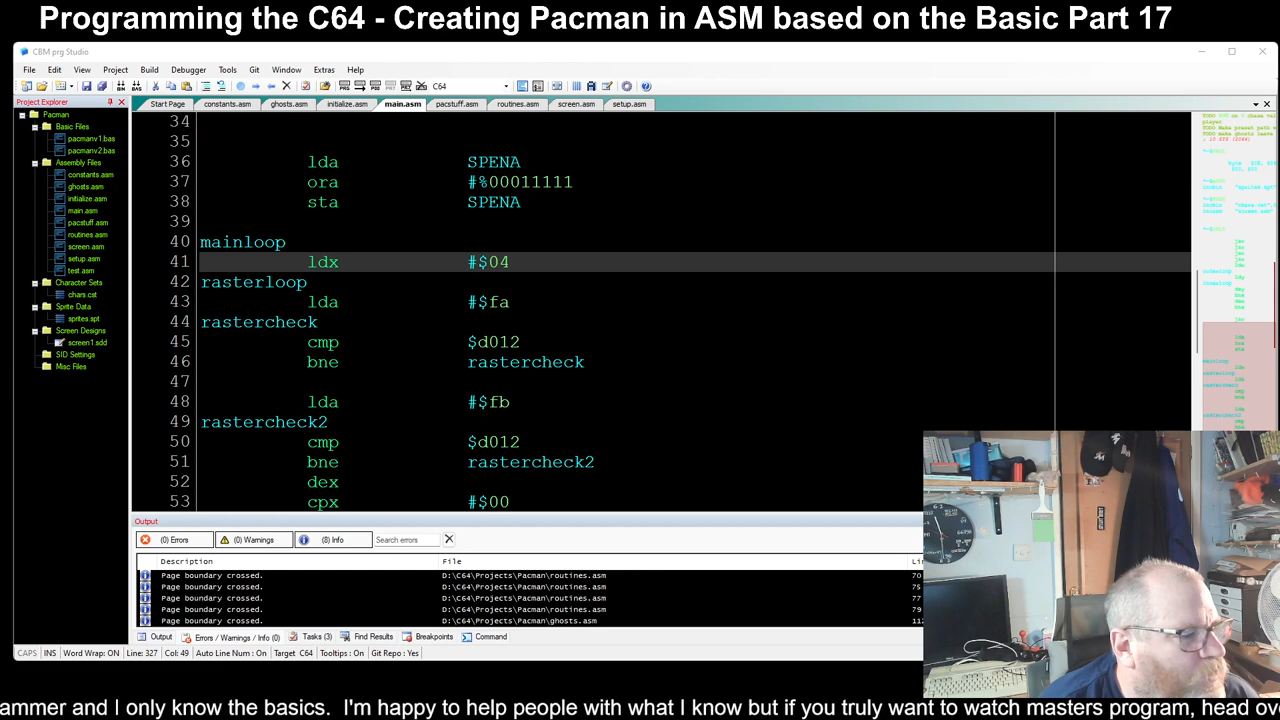 Programming the C64 - Creating Pacman in ASM based on the Basic Part 17
CBM prg Studio
File Edit View Project Build Debugger Tools Git Window Extras Help
C64
Project Explorer
Start Page constants.asm ghosts.asm initialize.asm main.asm pacstuff.asm routines.asm screen.asm setup.asm
Pacman
Basic Files
pacmanv1.bas
pacmanv2.bas
Assembly Files
constants.asm
ghosts.asm
initialize.asm
main.asm
pacstuff.asm
routines.asm
screen.asm
setup.asm
test.asm
Character Sets
chars.cst
Sprite Data
sprites.spt
Screen Designs
screen1.sdd
SID Settings
Misc Files
34
35
36 lda SPENA
37 ora #%00011111
38 sta SPENA
39
40 mainloop
41 ldx #$04
42 rasterloop
43 lda #$fa
44 rastercheck
45 cmp $d012
46 bne rastercheck
47
48 lda #$fb
49 rastercheck2
50 cmp $d012
51 bne rastercheck2
52 dex
53 cpx #$00
Output
(0) Errors (0) Warnings (8) Info Search errors
Description File
Page boundary crossed. D:\C64\Projects\Pacman\routines.asm 70
Page boundary crossed. D:\C64\Projects\Pacman\routines.asm 75
Page boundary crossed. D:\C64\Projects\Pacman\routines.asm 77
Page boundary crossed. D:\C64\Projects\Pacman\routines.asm 79
Page boundary crossed. D:\C64\Projects\Pacman\ghosts.asm
Output Errors / Warnings / Info (0) Tasks (3) Find Results Breakpoints Command
CAPS INS Word Wrap: ON Line: 327 Col: 49 Auto Line Num : On Target C64 Tooltips : On Git Repo : Yes
ammer and I only know the basics. I'm happy to help people with what I know but if you truly want to watch masters program, head ov